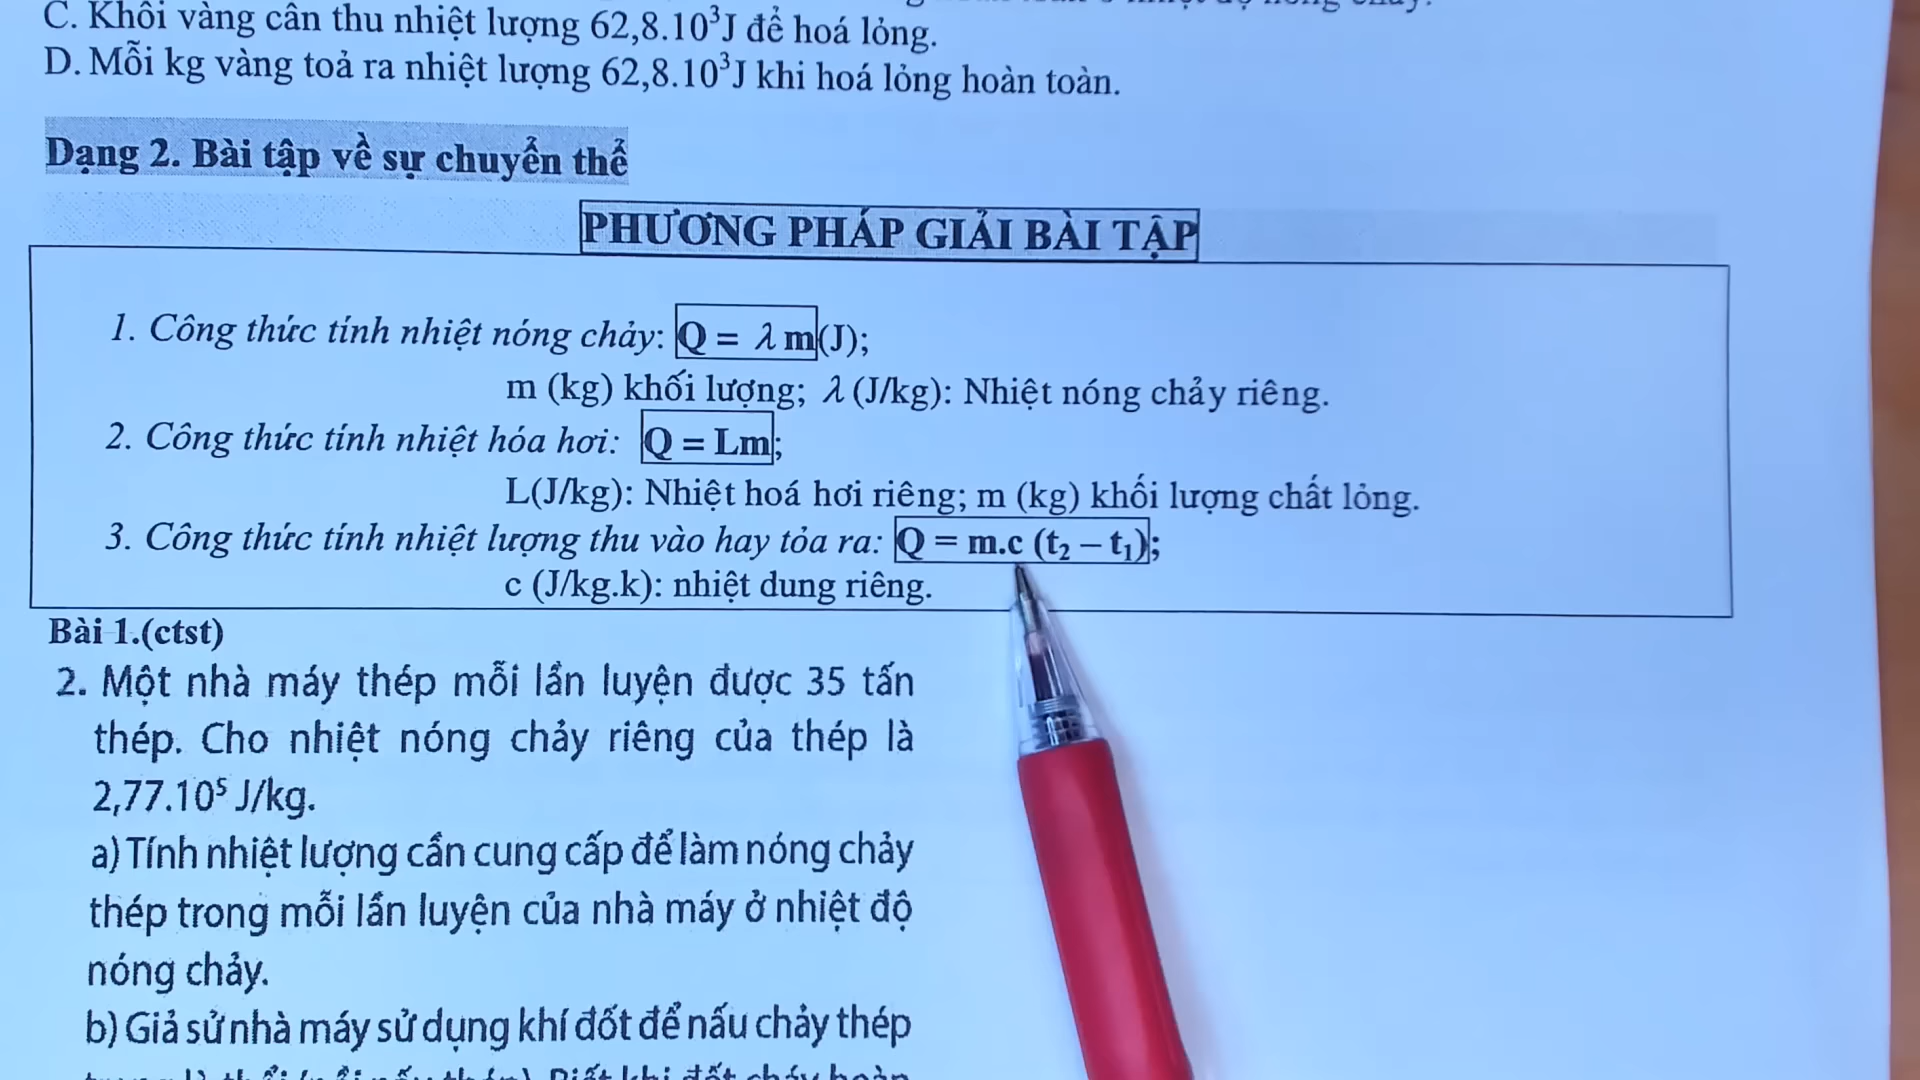 C. Khối vàng cần thu nhiệt lượng 62,8.10³J để hoá lỏng.
D. Mỗi kg vàng toả ra nhiệt lượng 62,8.10³J khi hoá lỏng hoàn toàn.
Dạng 2. Bài tập về sự chuyển thể
PHƯƠNG PHÁP GIẢI BÀI TẬP
1. Công thức tính nhiệt nóng chảy: Q = λ m(J);
m (kg) khối lượng; λ (J/kg): Nhiệt nóng chảy riêng.
2. Công thức tính nhiệt hóa hơi: Q = Lm;
L(J/kg): Nhiệt hoá hơi riêng; m (kg) khối lượng chất lỏng.
3. Công thức tính nhiệt lượng thu vào hay tỏa ra: Q = m.c (t₂ – t₁);
c (J/kg.k): nhiệt dung riêng.
Bài 1.(ctst)
2. Một nhà máy thép mỗi lần luyện được 35 tấn
thép. Cho nhiệt nóng chảy riêng của thép là
2,77.10⁵ J/kg.
a) Tính nhiệt lượng cần cung cấp để làm nóng chảy
thép trong mỗi lần luyện của nhà máy ở nhiệt độ
nóng chảy.
b) Giả sử nhà máy sử dụng khí đốt để nấu chảy thép